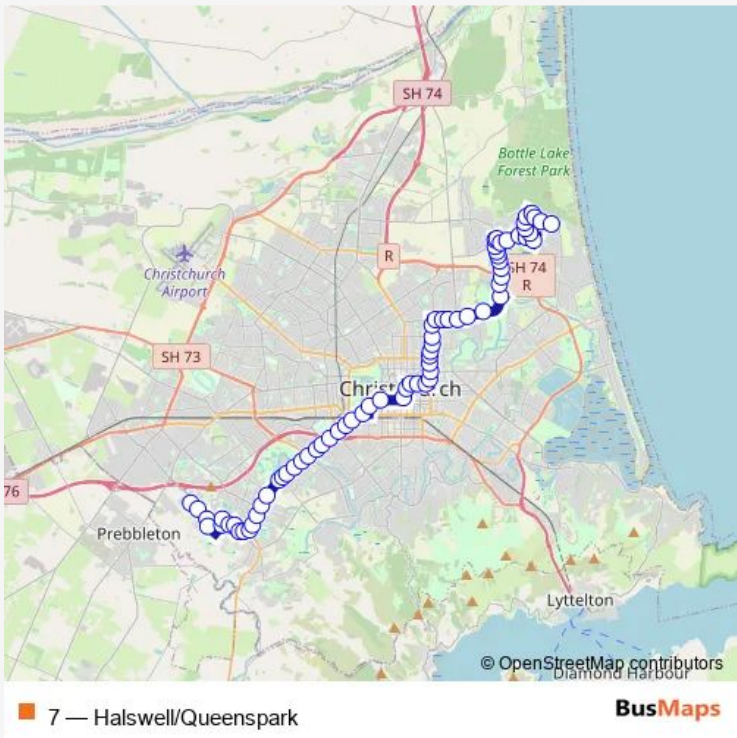 SH 74
Bottle Lake
Forest Park
R
Christchurch
Airport
SH 74
R
SH 73
Christchurch
76
Prebbleton
Lyttelton
© OpenStreetMap contributors
Diamond Harbour
7 — Halswell/Queenspark
BusMaps